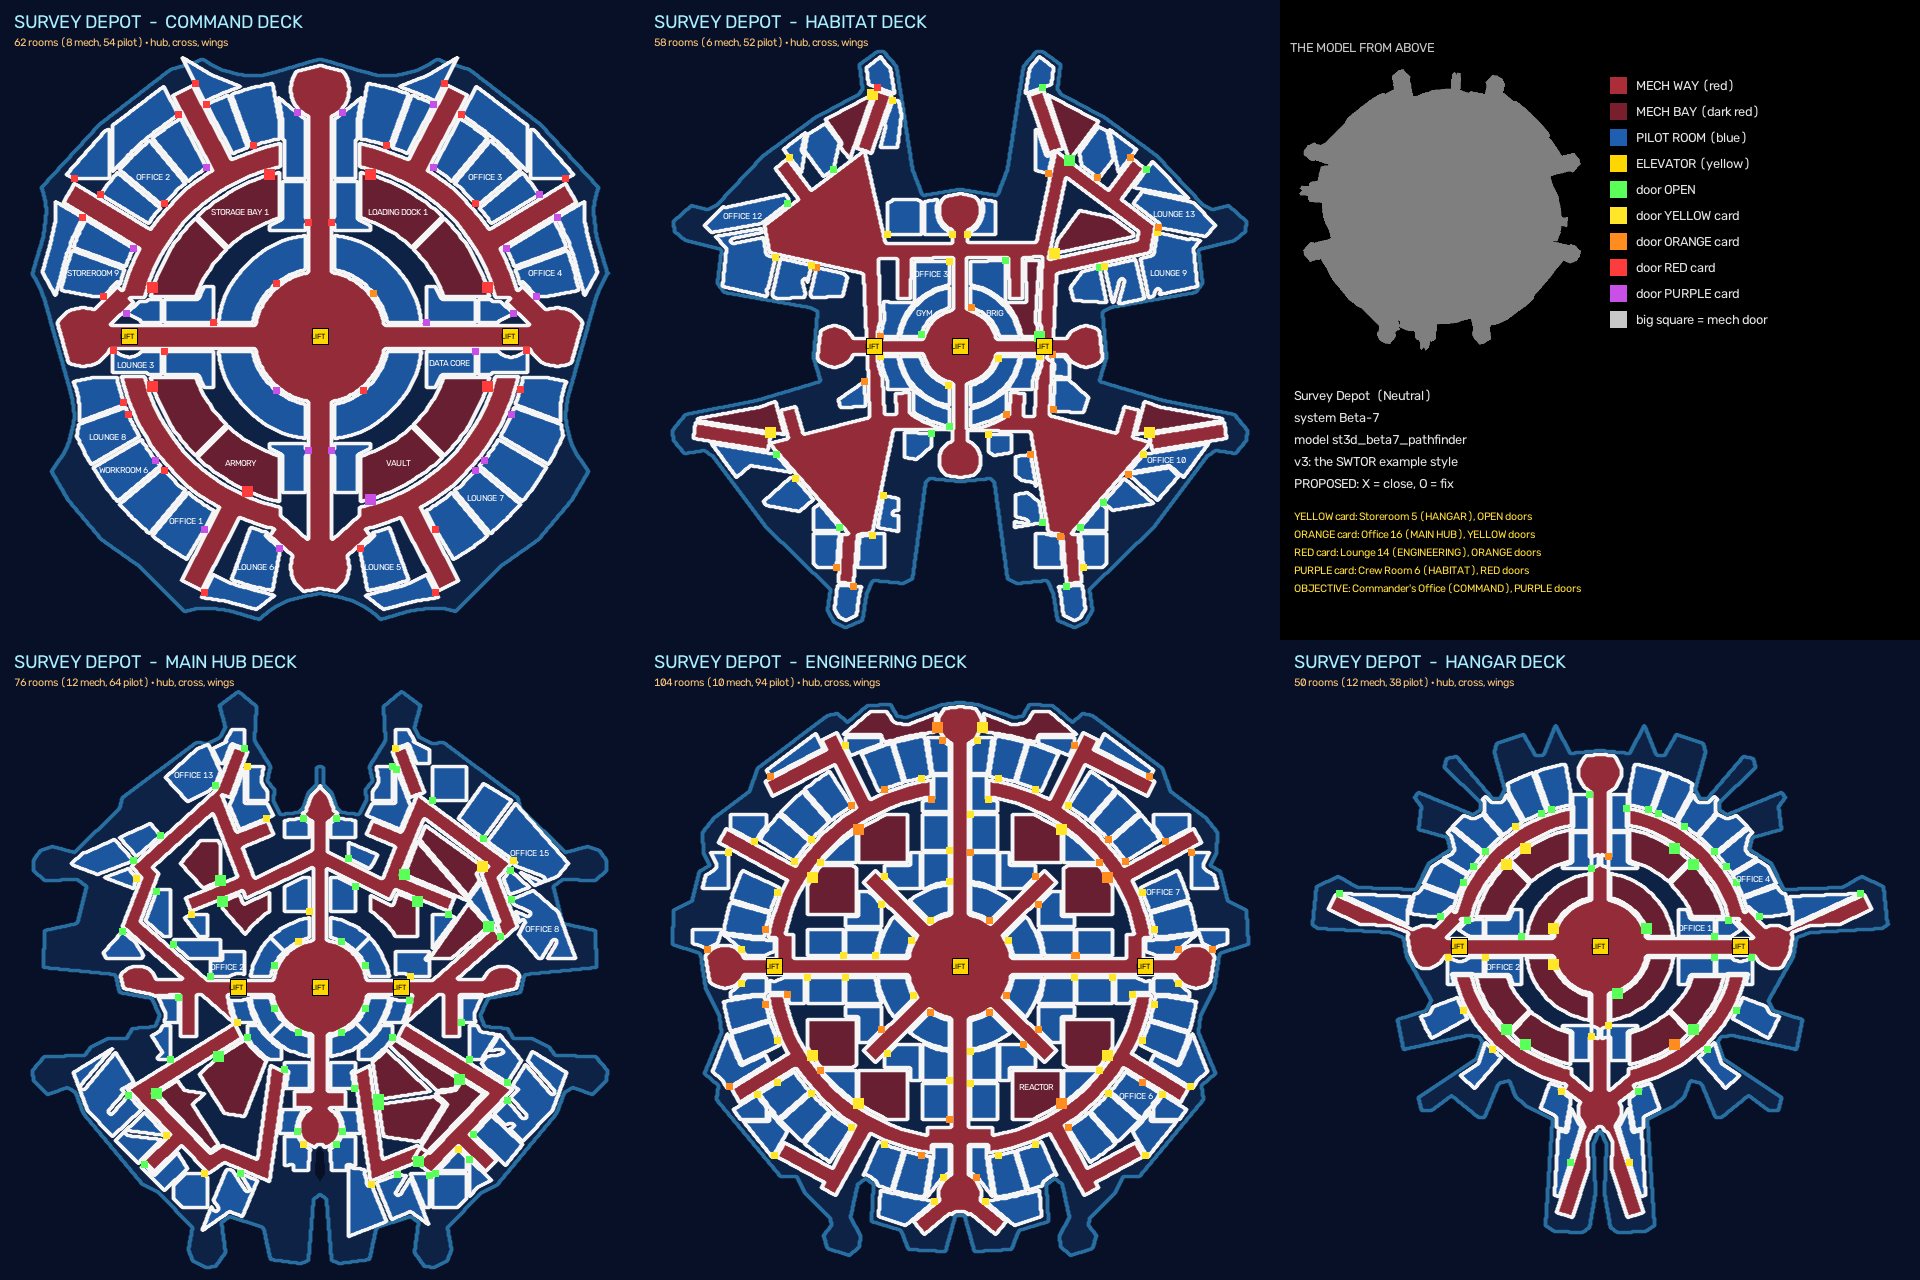 SURVEY DEPOT - COMMAND DECK
62 rooms (8 mech, 54 pilot) • hub, cross, wings
OFFICE 2
OFFICE 3
STORAGE BAY 1
LOADING DOCK 1
STOREROOM 9
OFFICE 4
LIFT
LIFT
LIFT
LOUNGE 3
DATA CORE
LOUNGE 8
WORKROOM 6
ARMORY
VAULT
LOUNGE 7
OFFICE 1
LOUNGE 6
LOUNGE 5
SURVEY DEPOT - HABITAT DECK
58 rooms (6 mech, 52 pilot) • hub, cross, wings
OFFICE 12
LOUNGE 13
OFFICE 3
LOUNGE 9
GYM
BRIG
LIFT
LIFT
LIFT
OFFICE 10
THE MODEL FROM ABOVE
MECH WAY (red)
MECH BAY (dark red)
PILOT ROOM (blue)
ELEVATOR (yellow)
door OPEN
door YELLOW card
door ORANGE card
door RED card
door PURPLE card
big square = mech door
Survey Depot (Neutral)
system Beta-7
model st3d_beta7_pathfinder
v3: the SWTOR example style
PROPOSED: X = close, O = fix
YELLOW card: Storeroom 5 (HANGAR), OPEN doors
ORANGE card: Office 16 (MAIN HUB), YELLOW doors
RED card: Lounge 14 (ENGINEERING), ORANGE doors
PURPLE card: Crew Room 6 (HABITAT), RED doors
OBJECTIVE: Commander's Office (COMMAND), PURPLE doors
SURVEY DEPOT - MAIN HUB DECK
76 rooms (12 mech, 64 pilot) • hub, cross, wings
OFFICE 13
OFFICE 15
OFFICE 8
OFFICE 2
LIFT
LIFT
LIFT
SURVEY DEPOT - ENGINEERING DECK
104 rooms (10 mech, 94 pilot) • hub, cross, wings
OFFICE 7
LIFT
LIFT
LIFT
REACTOR
OFFICE 6
SURVEY DEPOT - HANGAR DECK
50 rooms (12 mech, 38 pilot) • hub, cross, wings
OFFICE 4
OFFICE 1
LIFT
LIFT
LIFT
OFFICE 2